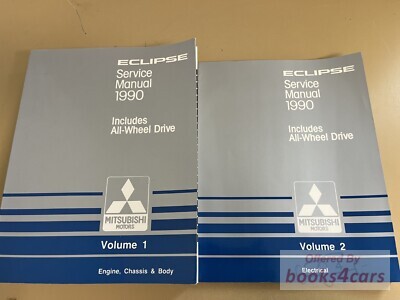 ECLIPSE
Service
Manual
1990
Includes
All-Wheel Drive
MITSUBISHI
MOTORS
Volume 1
Engine, Chassis & Body
ECLIPSE
Service
Manual
1990
Includes
All-Wheel Drive
MITSUBISHI
MOTORS
Volume 2
Electrical
Offered By
books4cars